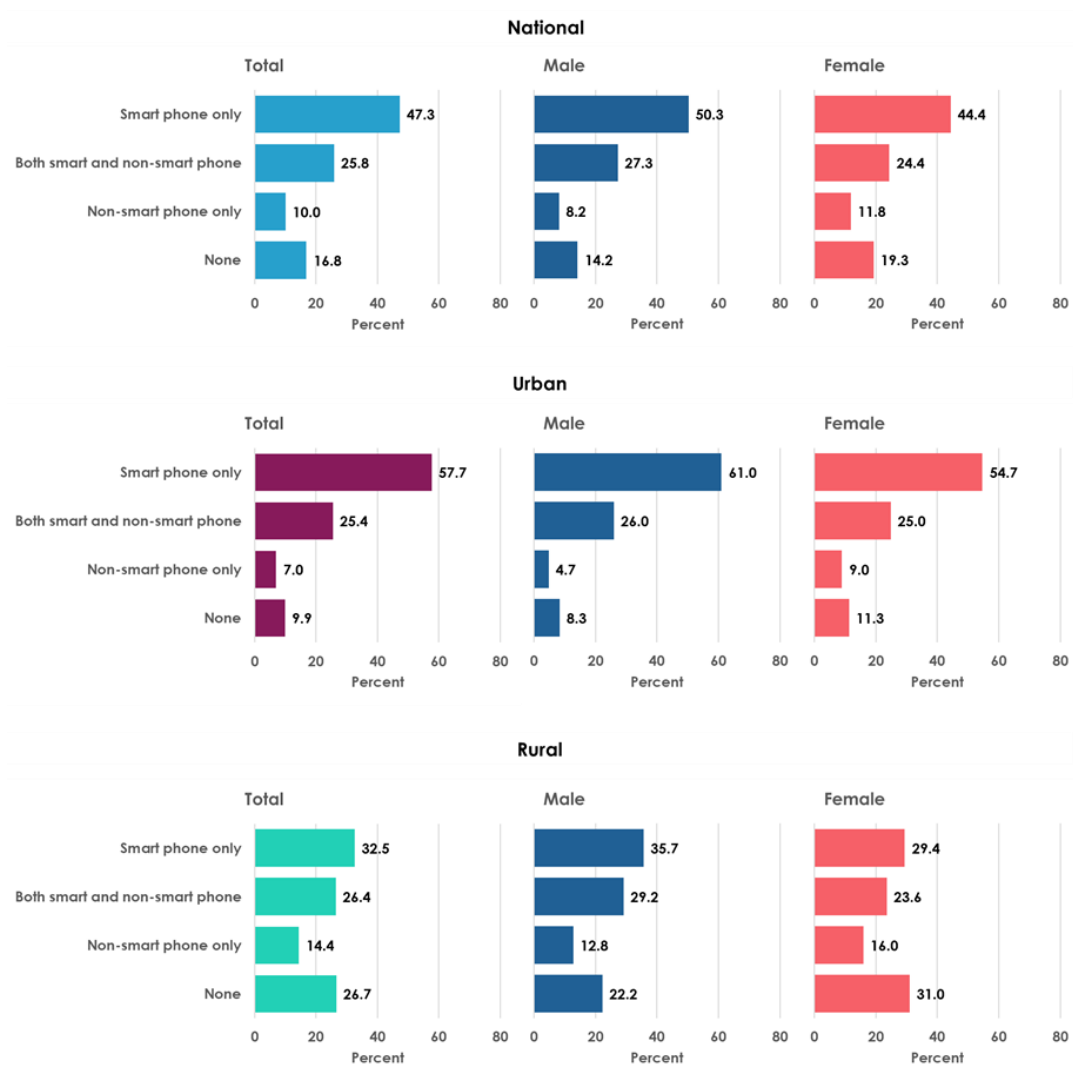 National
Total Male Female
Smart phone only 47.3 50.3 44.4
Both smart and non-smart phone 25.8 27.3 24.4
Non-smart phone only 10.0 8.2 11.8
None 16.8 14.2 19.3
0 20 40 60 80 0 20 40 60 80 0 20 40 60 80
Percent Percent Percent
Urban
Total Male Female
Smart phone only 57.7 61.0 54.7
Both smart and non-smart phone 25.4 26.0 25.0
Non-smart phone only 7.0 4.7 9.0
None 9.9 8.3 11.3
0 20 40 60 80 0 20 40 60 80 0 20 40 60 80
Percent Percent Percent
Rural
Total Male Female
Smart phone only 32.5 35.7 29.4
Both smart and non-smart phone 26.4 29.2 23.6
Non-smart phone only 14.4 12.8 16.0
None 26.7 22.2 31.0
0 20 40 60 80 0 20 40 60 80 0 20 40 60 80
Percent Percent Percent